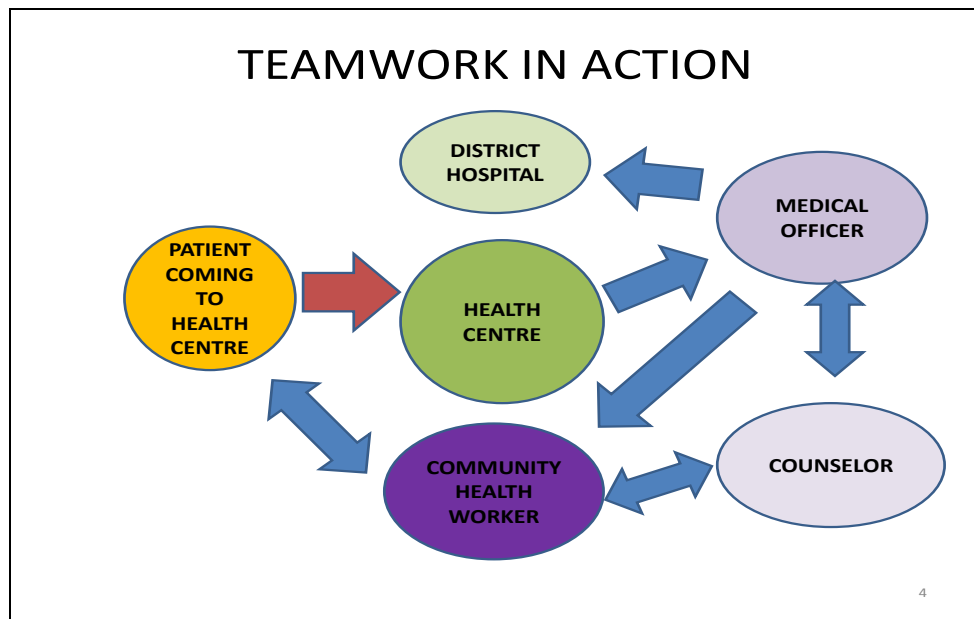 TEAMWORK IN ACTION
DISTRICT
HOSPITAL
MEDICAL
OFFICER
PATIENT
COMING
TO
HEALTH
CENTRE
HEALTH
CENTRE
COMMUNITY
HEALTH
WORKER
COUNSELOR
4